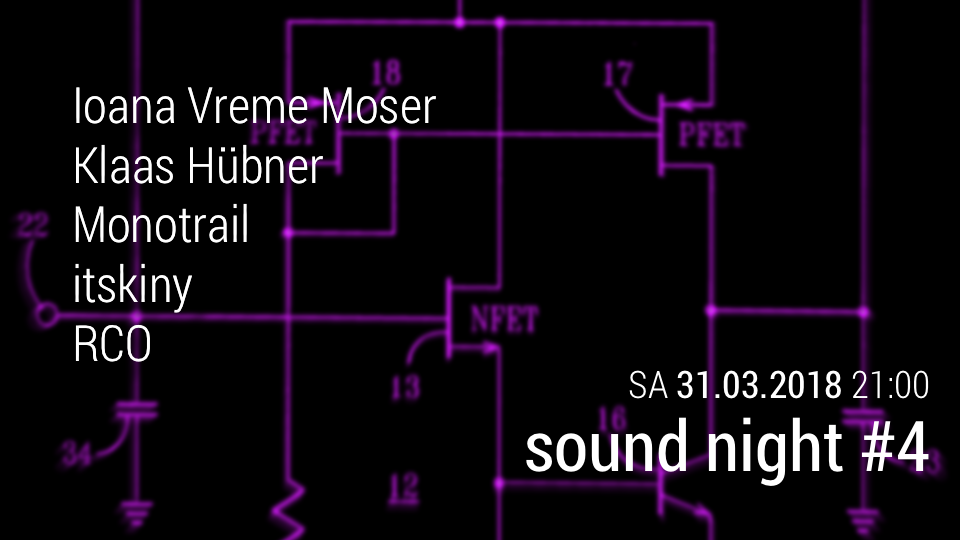 18
17
Ioana Vreme Moser
PFET
PFET
Klaas Hübner
22
Monotrail
itskiny
NFET
RCO
13
SA 31.03.2018 21:00
16
sound night #4
34
12